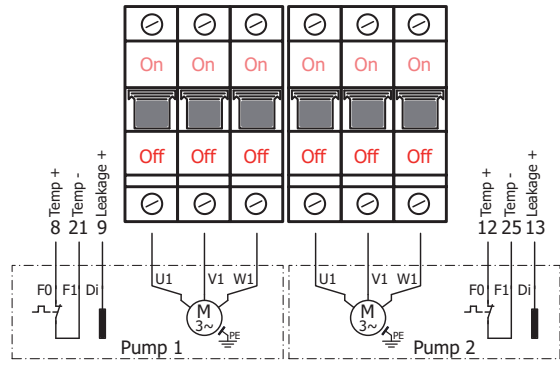 On On On On On On
Off Off Off Off Off Off
8 Temp +
21 Temp -
9 Leakage +
12 Temp +
25 Temp -
13 Leakage +
U1 V1 W1
U1 V1 W1
F0 F1 Di
F0 F1 Di
M
3~
PE
M
3~
PE
Pump 1
Pump 2